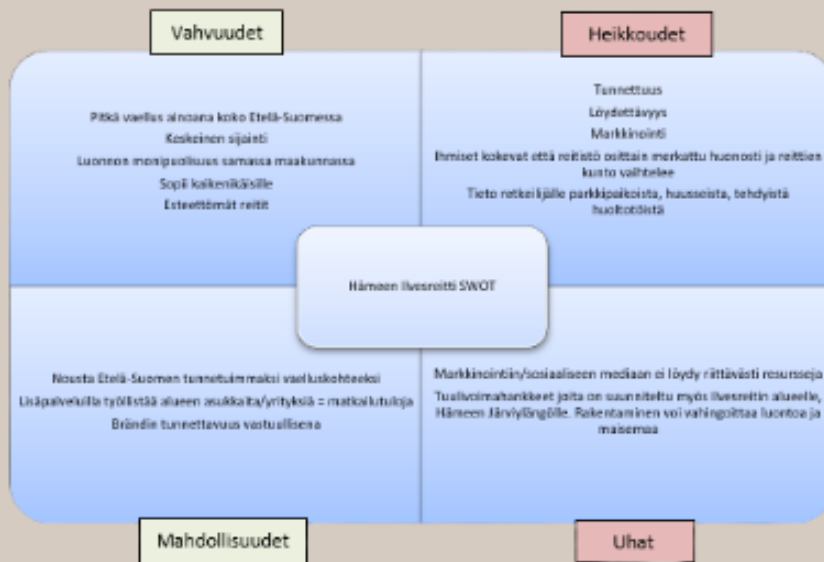 Vahvuudet
Heikkoudet
Pitkä vaellus ainoana koko Etelä-Suomessa
Keskeinen sijainti
Luonnon monipuolisuus samassa maakunnassa
Sopii kaikenikäisille
Esteettömät reitit
Tunnettuus
Löydettävyys
Markkinointi
Ihmiset kokevat että reitistö osittain merkattu huonosti ja reittien
kunto vaihtelee
Tieto retkeilijälle parkkipaikoista, huusseista, tehdyistä
huoltotöistä
Hämeen Ilvesreitti SWOT
Nousta Etelä-Suomen tunnetuimmaksi vaelluskohteeksi
Lisäpalveluilla työllistää alueen asukkaita/yrityksiä = matkailutuloja
Brändin tunnettavuus vastuullisena
Markkinointiin/sosiaaliseen mediaan ei löydy riittävästi resursseja
Tuulivoimahankkeet joita on suunniteltu myös Ilvesreitin alueelle,
Hämeen Järviylängölle. Rakentaminen voi vahingoittaa luontoa ja
maisemaa
Mahdollisuudet
Uhat